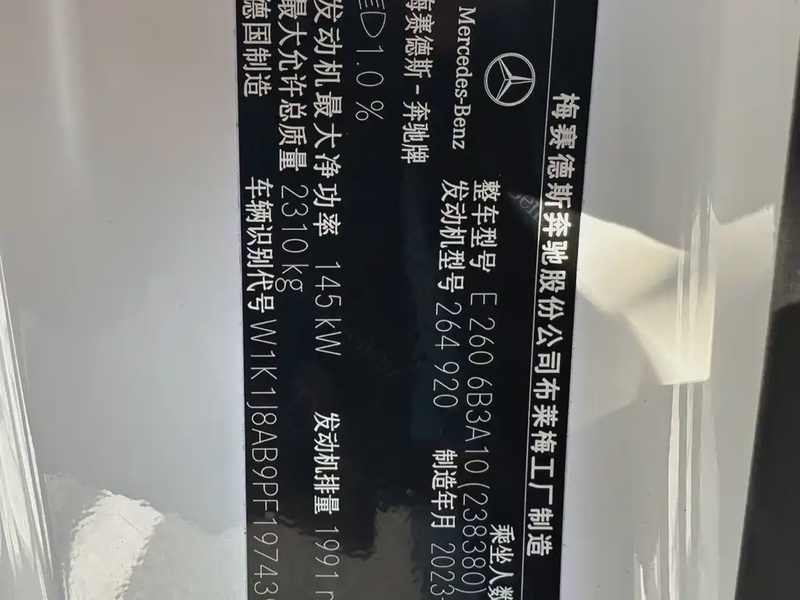 梅赛德斯奔驰股份公司布莱梅工厂制造
Mercedes-Benz
整车型号 E 260 6B3A10 (238380) 乘坐人数
梅赛德斯-奔驰牌 发动机型号 264 920 制造年月 2023-
1.0 %
发动机最大净功率 145 kW 发动机排量 1991
最大允许总质量 2310 kg
德国制造 车辆识别代号 W1K1J8AB9PF19743